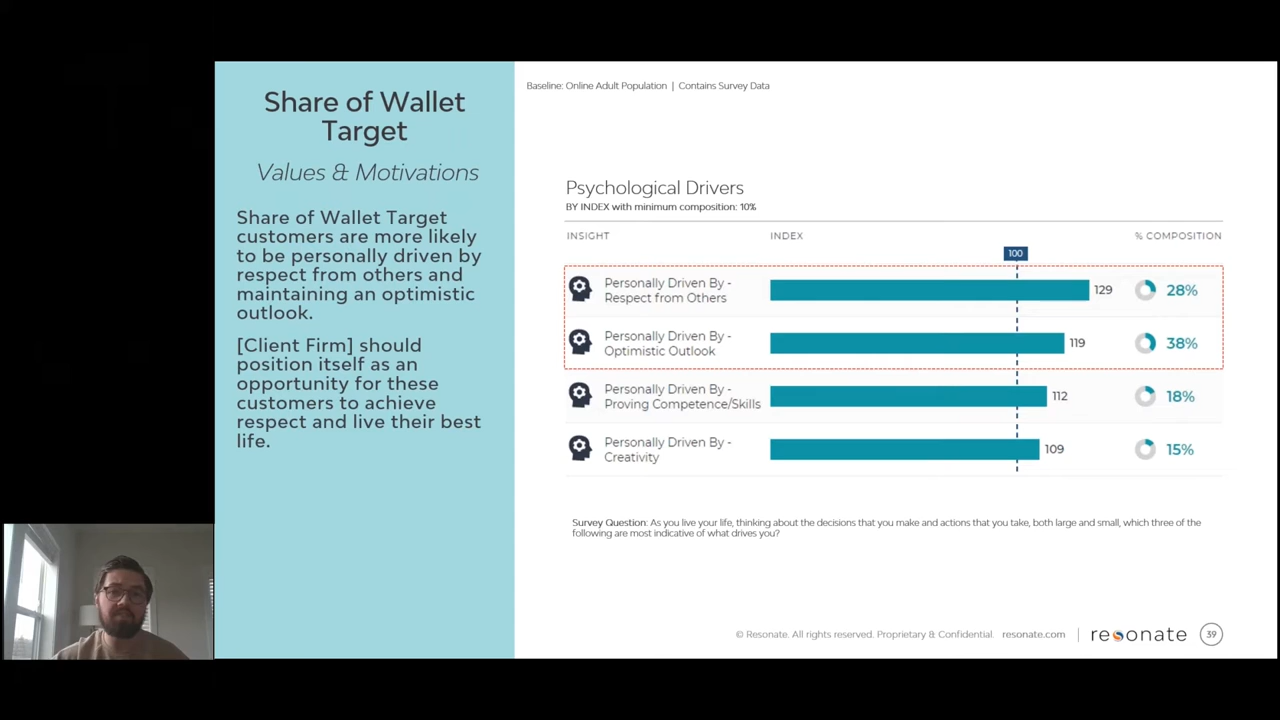 Share of Wallet
Target
Values & Motivations
Share of Wallet Target
customers are more likely
to be personally driven by
respect from others and
maintaining an optimistic
outlook.
[Client Firm] should
position itself as an
opportunity for these
customers to achieve
respect and live their best
life.
Baseline: Online Adult Population | Contains Survey Data
Psychological Drivers
BY INDEX with minimum composition: 10%
INSIGHT INDEX % COMPOSITION
100
Personally Driven By -
Respect from Others
129 28%
Personally Driven By -
Optimistic Outlook
119 38%
Personally Driven By -
Proving Competence/Skills
112 18%
Personally Driven By -
Creativity
109 15%
Survey Question: As you live your life, thinking about the decisions that you make and actions that you take, both large and small, which three of the
following are most indicative of what drives you?
© Resonate. All rights reserved. Proprietary & Confidential. resonate.com | resonate 39